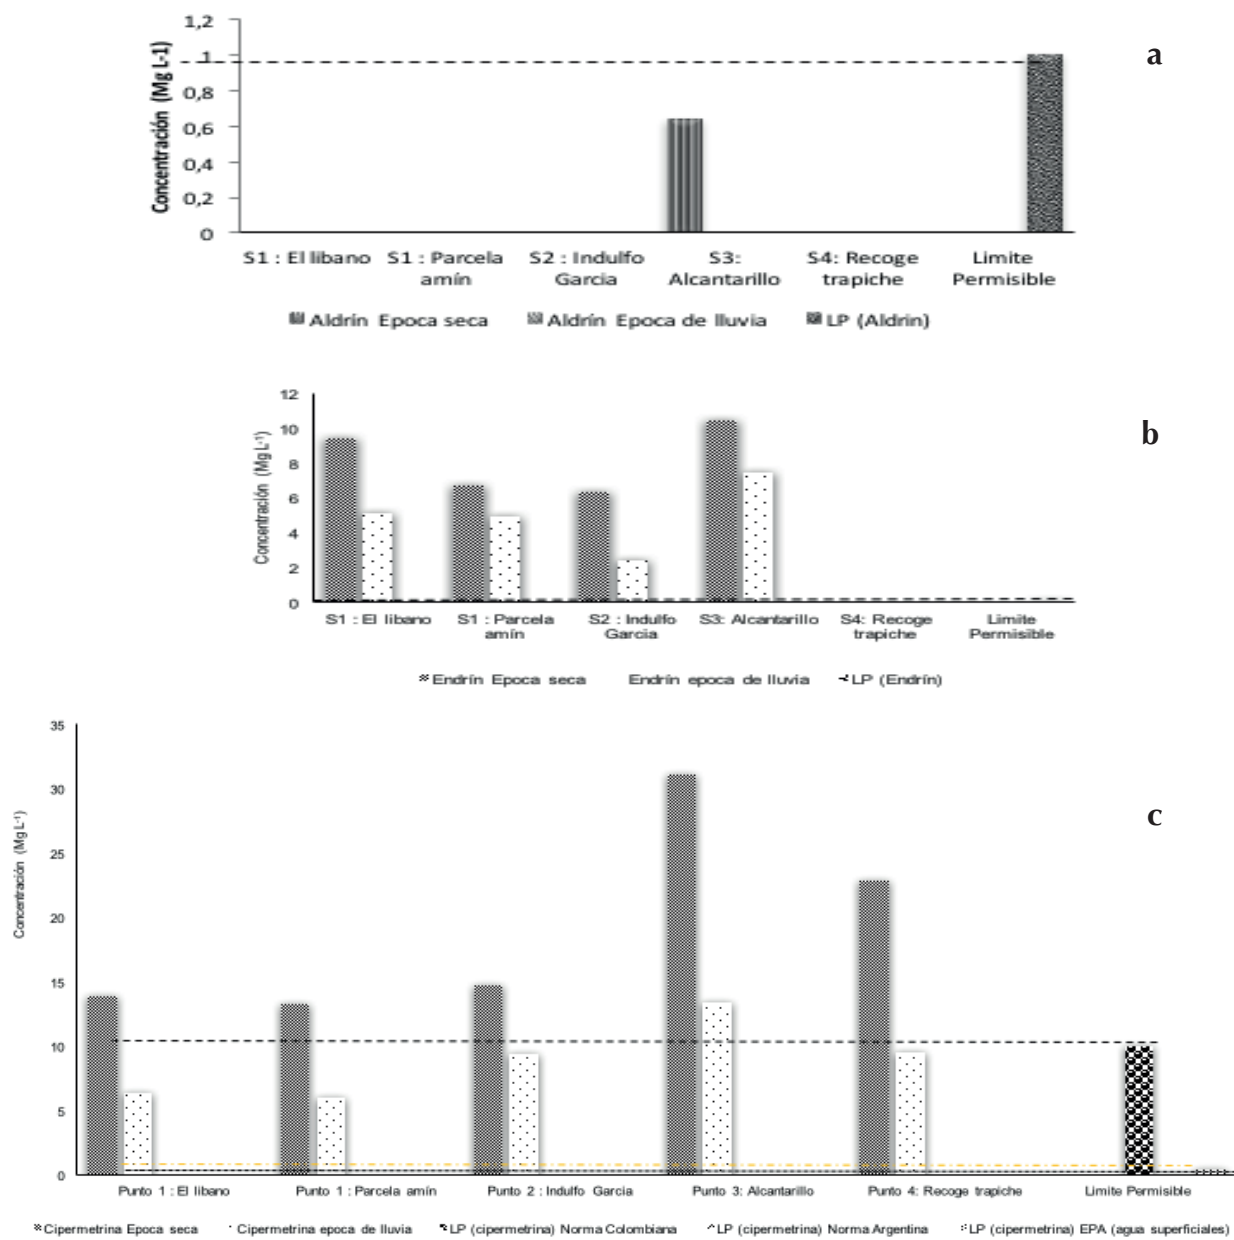 a
Concentración (Mg L-1)
1,2
1
0,8
0,6
0,4
0,2
0
S1 : El libano
S1 : Parcela
amín
S2 : Indulfo
Garcia
S3:
Alcantarillo
S4: Recoge
trapiche
Limite
Permisible
Aldrín Epoca seca
Aldrín Epoca de lluvia
LP (Aldrin)
b
Concentración (Mg L-1)
12
10
8
6
4
2
0
S1 : El libano
S1 : Parcela
amín
S2 : Indulfo
Garcia
S3: Alcantarillo
S4: Recoge
trapiche
Limite
Permisible
Endrín Epoca seca
Endrín epoca de lluvia
LP (Endrín)
c
Concentración (Mg L-1)
35
30
25
20
15
10
5
0
Punto 1 : El libano
Punto 1 : Parcela amín
Punto 2 : Indulfo Garcia
Punto 3: Alcantarillo
Punto 4: Recoge trapiche
Limite Permisible
Cipermetrina Epoca seca
Cipermetrina epoca de lluvia
LP (cipermetrina) Norma Colombiana
LP (cipermetrina) Norma Argentina
LP (cipermetrina) EPA (agua superficiales)